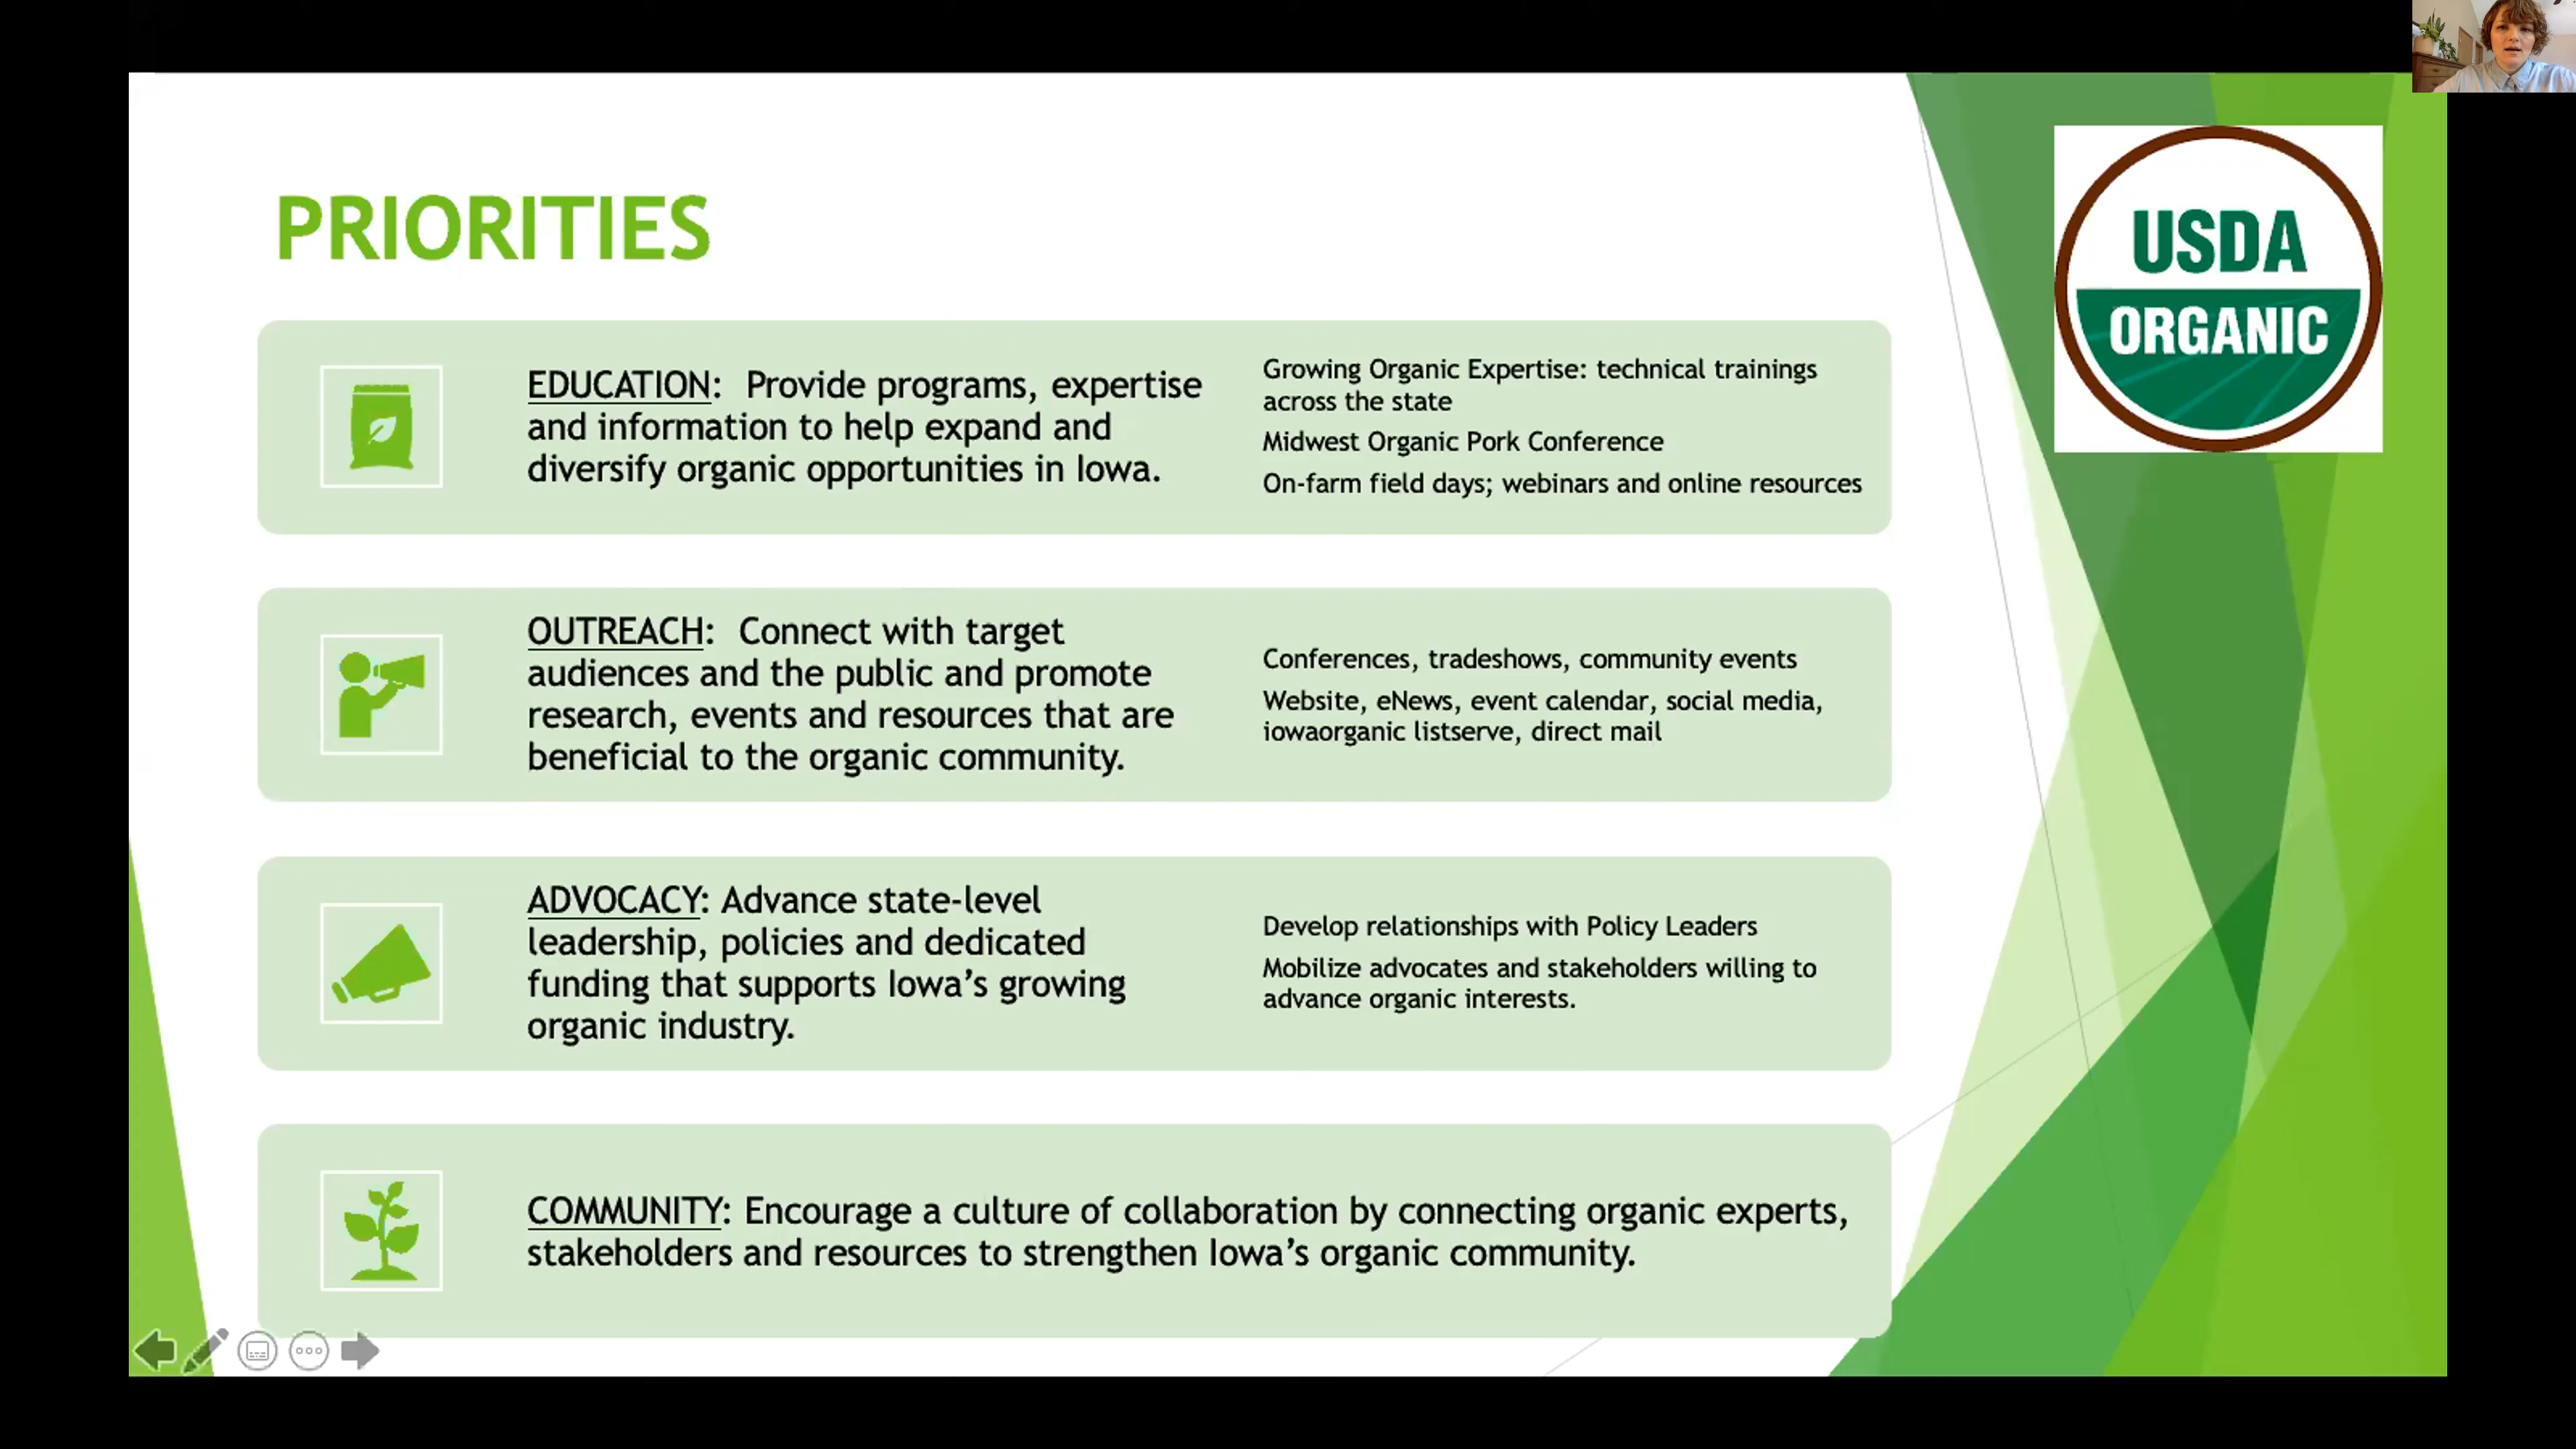 PRIORITIES
USDA
ORGANIC
EDUCATION:  Provide programs, expertise
and information to help expand and
diversify organic opportunities in Iowa.
Growing Organic Expertise: technical trainings
across the state
Midwest Organic Pork Conference
On-farm field days; webinars and online resources
OUTREACH:  Connect with target
audiences and the public and promote
research, events and resources that are
beneficial to the organic community.
Conferences, tradeshows, community events
Website, eNews, event calendar, social media,
iowaorganic listserve, direct mail
ADVOCACY: Advance state-level
leadership, policies and dedicated
funding that supports Iowa’s growing
organic industry.
Develop relationships with Policy Leaders
Mobilize advocates and stakeholders willing to
advance organic interests.
COMMUNITY: Encourage a culture of collaboration by connecting organic experts,
stakeholders and resources to strengthen Iowa’s organic community.